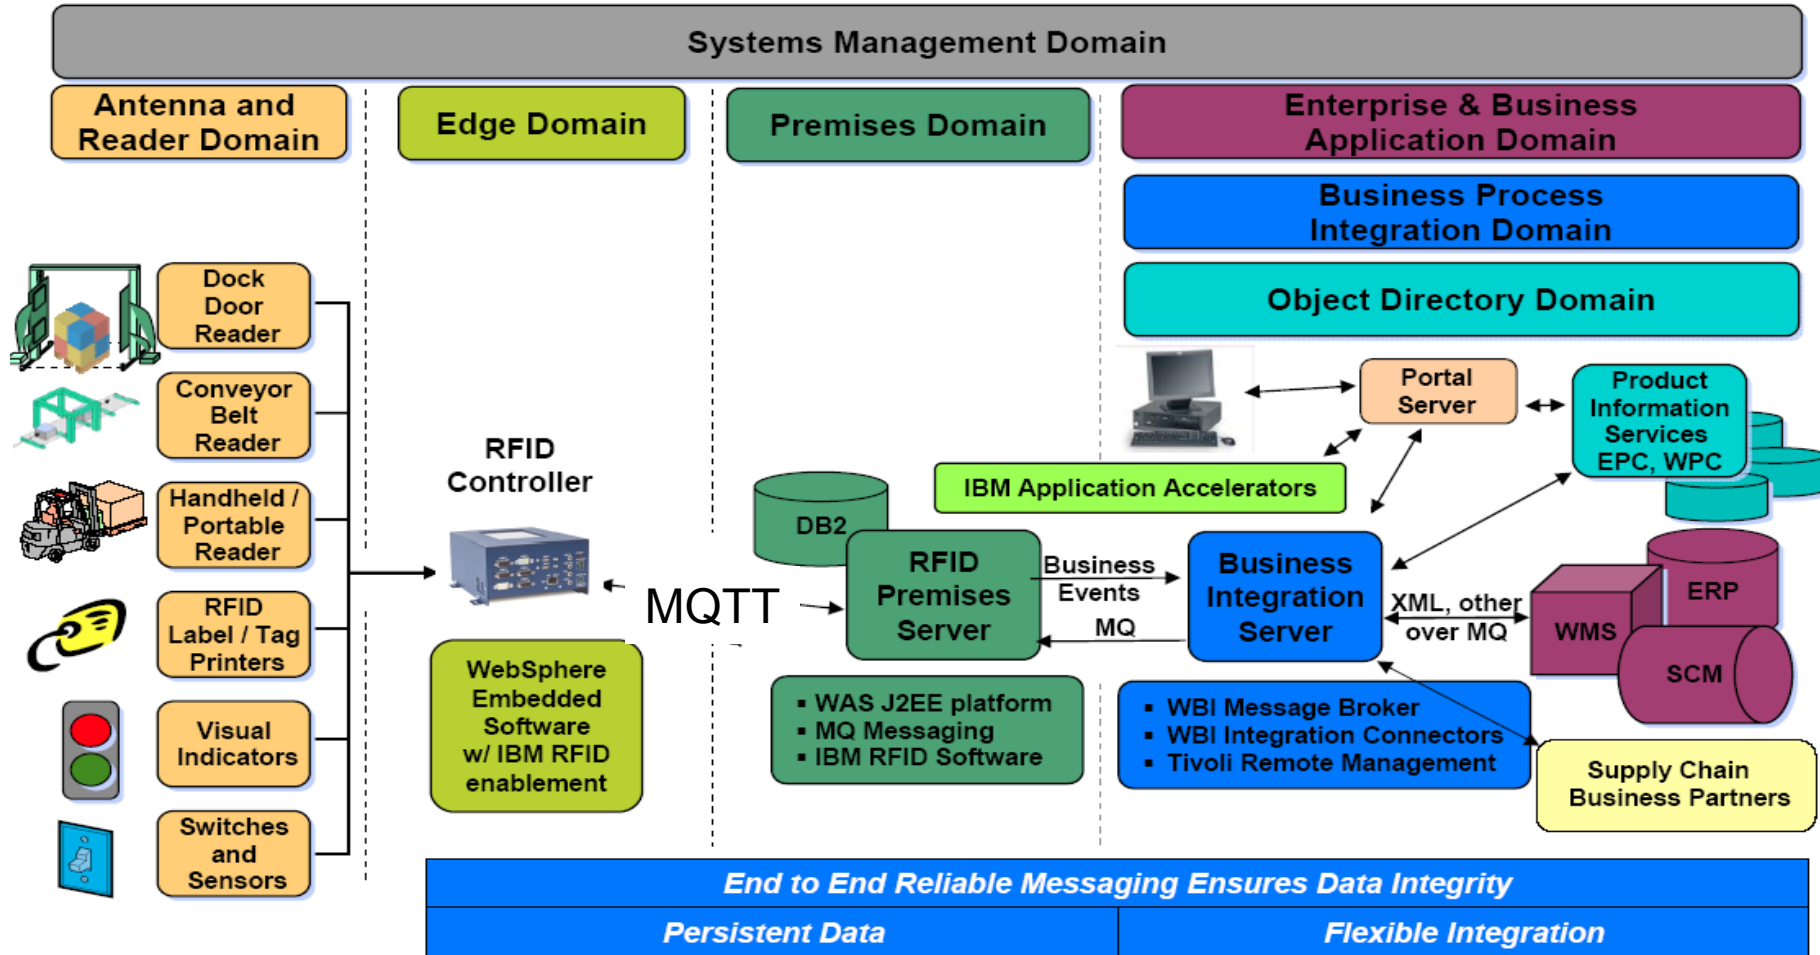 Systems Management Domain
Antenna and
Reader Domain
Edge Domain
Premises Domain
Enterprise & Business
Application Domain
Business Process
Integration Domain
Object Directory Domain
Dock
Door
Reader
Conveyor
Belt
Reader
Handheld /
Portable
Reader
RFID
Label / Tag
Printers
Visual
Indicators
Switches
and
Sensors
RFID
Controller
WebSphere
Embedded
Software
w/ IBM RFID
enablement
MQTT
DB2
RFID
Premises
Server
▪ WAS J2EE platform
▪ MQ Messaging
▪ IBM RFID Software
IBM Application Accelerators
Business
Events
MQ
Portal
Server
Product
Information
Services
EPC, WPC
Business
Integration
Server
▪ WBI Message Broker
▪ WBI Integration Connectors
▪ Tivoli Remote Management
XML, other
over MQ
ERP
WMS
SCM
Supply Chain
Business Partners
End to End Reliable Messaging Ensures Data Integrity
Persistent Data
Flexible Integration